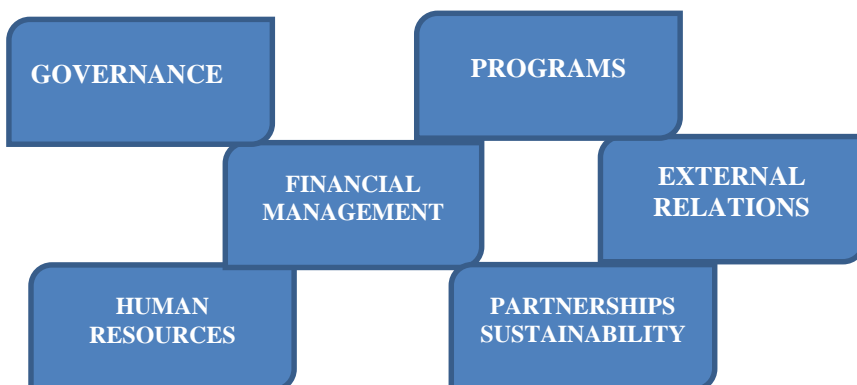 GOVERNANCE
PROGRAMS
FINANCIAL
MANAGEMENT
EXTERNAL
RELATIONS
HUMAN
RESOURCES
PARTNERSHIPS
SUSTAINABILITY